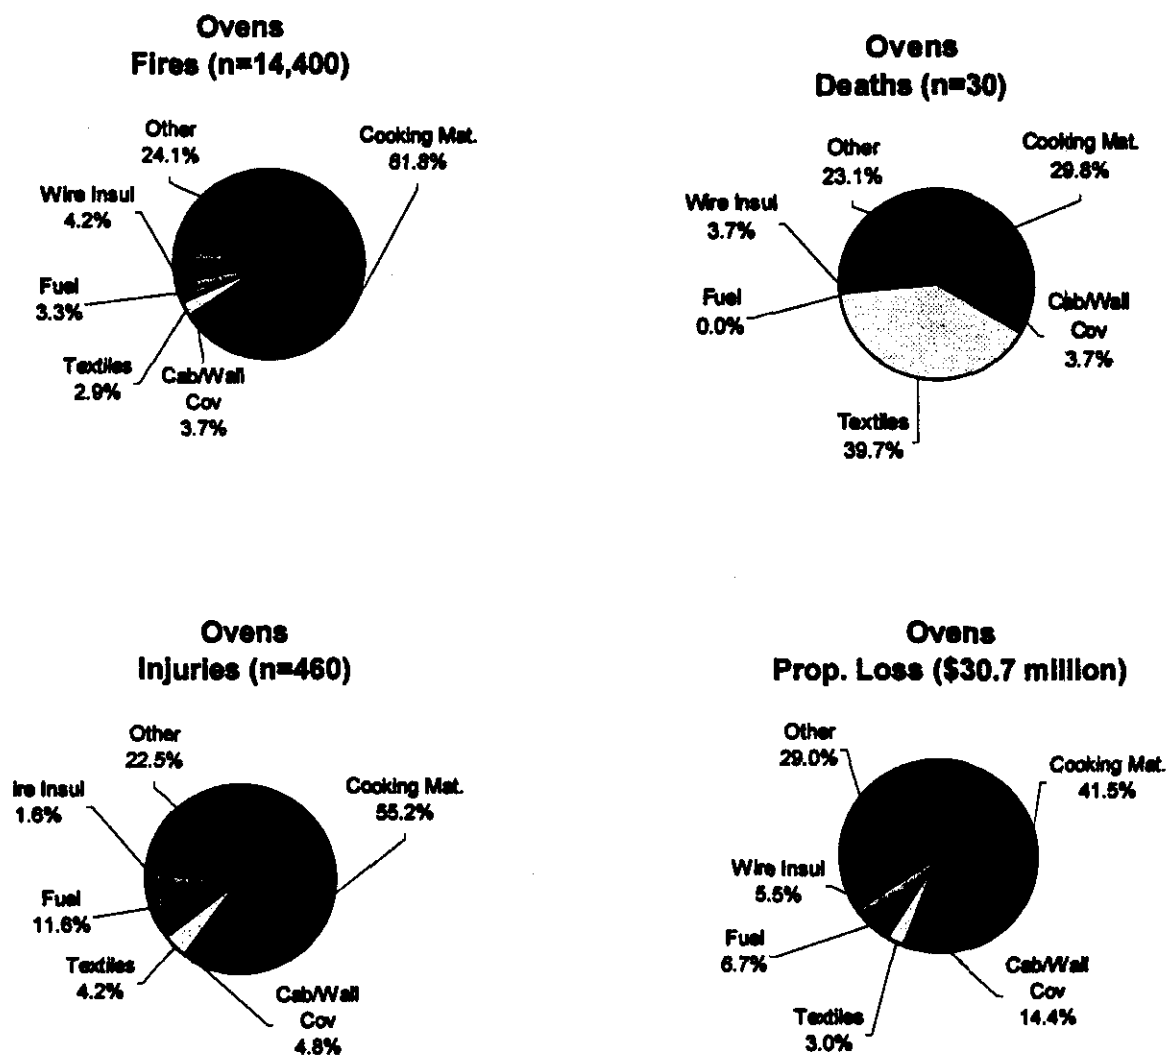 Ovens
Fires (n=14,400)
Other
24.1%
Cooking Mat.
61.8%
Wire Insul
4.2%
Fuel
3.3%
Textiles
2.9%
Cab/Wall
Cov
3.7%
Ovens
Deaths (n=30)
Other
23.1%
Cooking Mat.
29.8%
Wire Insul
3.7%
Fuel
0.0%
Cab/Wall
Cov
3.7%
Textiles
39.7%
Ovens
Injuries (n=460)
Other
22.5%
Cooking Mat.
55.2%
ire Insul
1.6%
Fuel
11.6%
Textiles
4.2%
Cab/Wall
Cov
4.8%
Ovens
Prop. Loss ($30.7 million)
Other
29.0%
Cooking Mat.
41.5%
Wire Insul
5.5%
Fuel
6.7%
Cab/Wall
Cov
14.4%
Textiles
3.0%